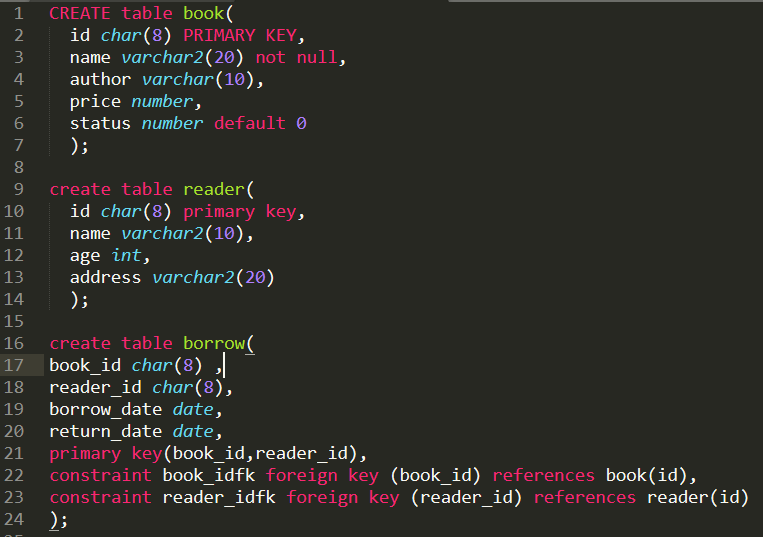 1 CREATE table book(
2 id char(8) PRIMARY KEY,
3 name varchar2(20) not null,
4 author varchar(10),
5 price number,
6 status number default 0
7 );
8
9 create table reader(
10 id char(8) primary key,
11 name varchar2(10),
12 age int,
13 address varchar2(20)
14 );
15
16 create table borrow(
17 book_id char(8) ,
18 reader_id char(8),
19 borrow_date date,
20 return_date date,
21 primary key(book_id,reader_id),
22 constraint book_idfk foreign key (book_id) references book(id),
23 constraint reader_idfk foreign key (reader_id) references reader(id)
24 );